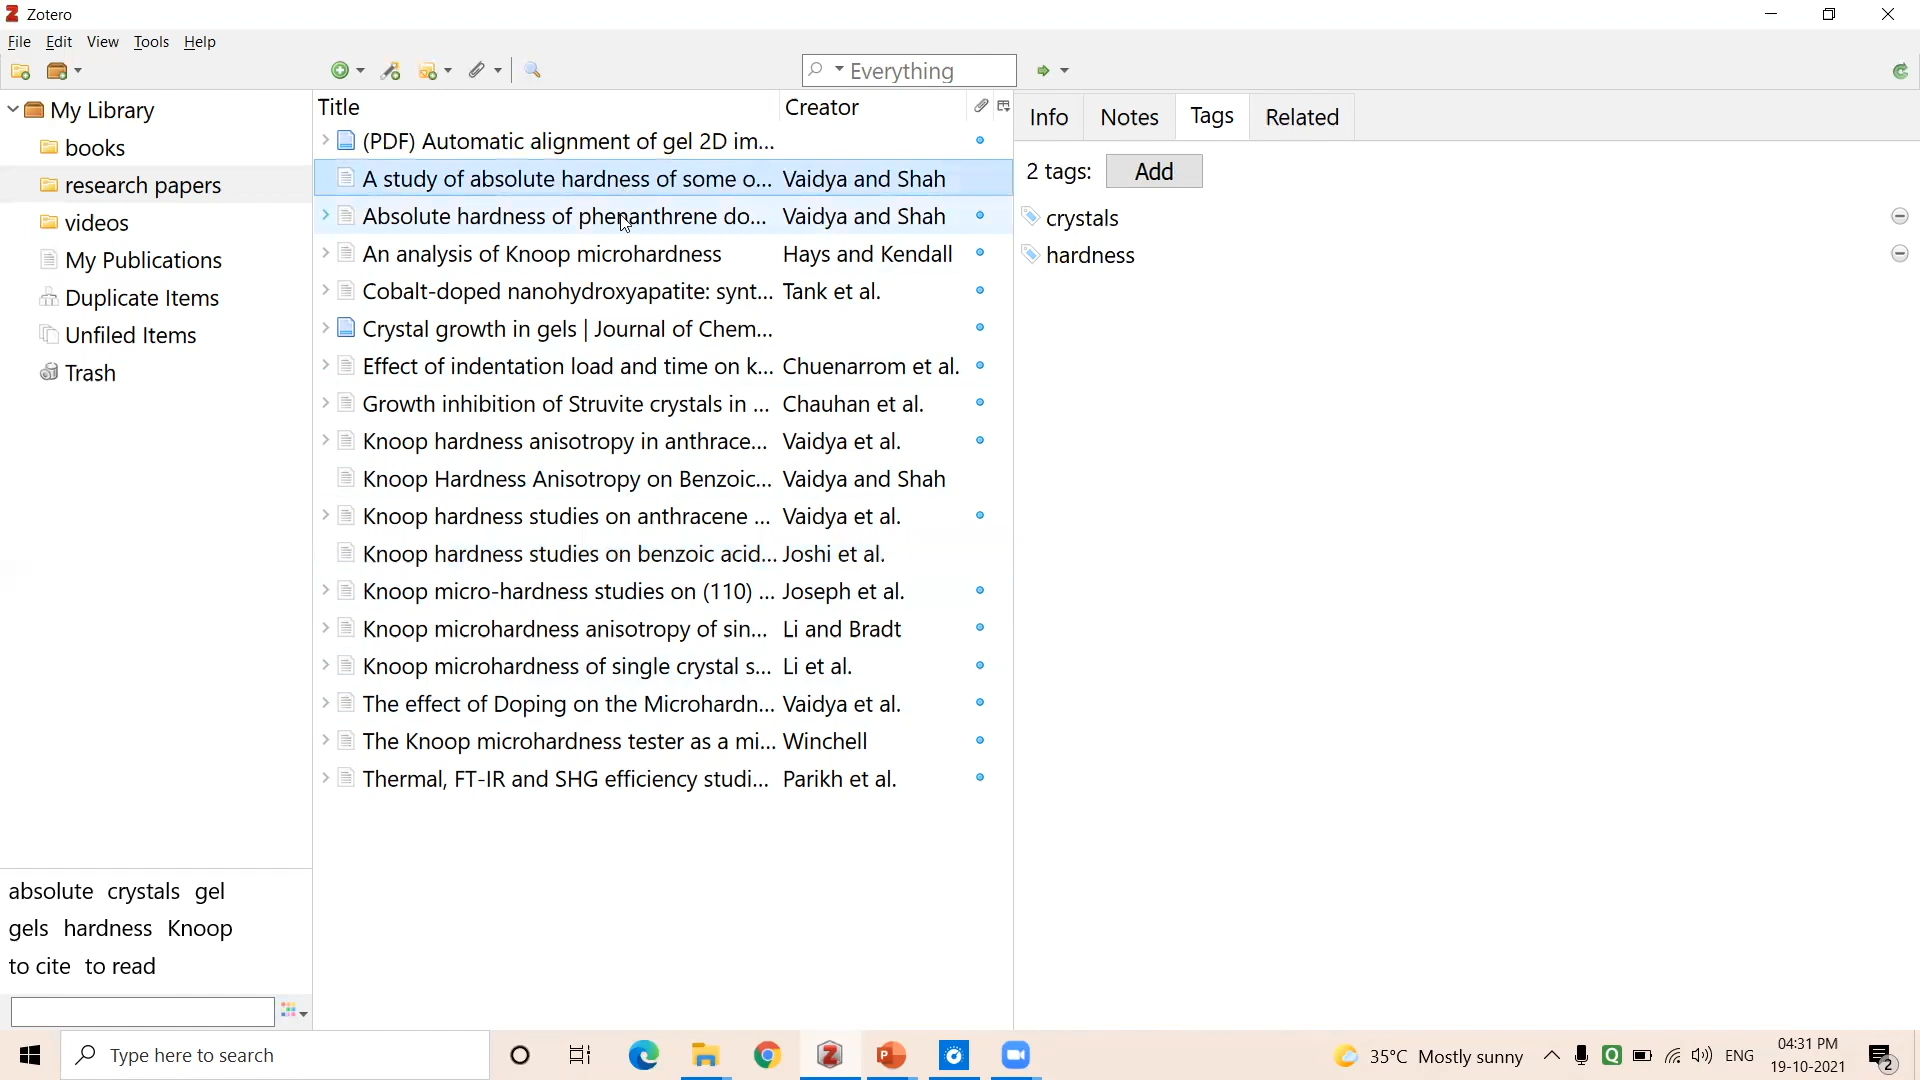 Zotero
File Edit View Tools Help
Everything
My Library
books
research papers
videos
My Publications
Duplicate Items
Unfiled Items
Trash
absolute crystals gel
gels hardness Knoop
to cite to read
Title Creator
(PDF) Automatic alignment of gel 2D im...
A study of absolute hardness of some o... Vaidya and Shah
Absolute hardness of phenanthrene do... Vaidya and Shah
An analysis of Knoop microhardness Hays and Kendall
Cobalt-doped nanohydroxyapatite: synt... Tank et al.
Crystal growth in gels | Journal of Chem...
Effect of indentation load and time on k... Chuenarrom et al.
Growth inhibition of Struvite crystals in ... Chauhan et al.
Knoop hardness anisotropy in anthrace... Vaidya et al.
Knoop Hardness Anisotropy on Benzoic... Vaidya and Shah
Knoop hardness studies on anthracene ... Vaidya et al.
Knoop hardness studies on benzoic acid... Joshi et al.
Knoop micro-hardness studies on (110) ... Joseph et al.
Knoop microhardness anisotropy of sin... Li and Bradt
Knoop microhardness of single crystal s... Li et al.
The effect of Doping on the Microhardn... Vaidya et al.
The Knoop microhardness tester as a mi... Winchell
Thermal, FT-IR and SHG efficiency studi... Parikh et al.
Info Notes Tags Related
2 tags: Add
crystals
hardness
Type here to search
35°C Mostly sunny
ENG
04:31 PM
19-10-2021
2